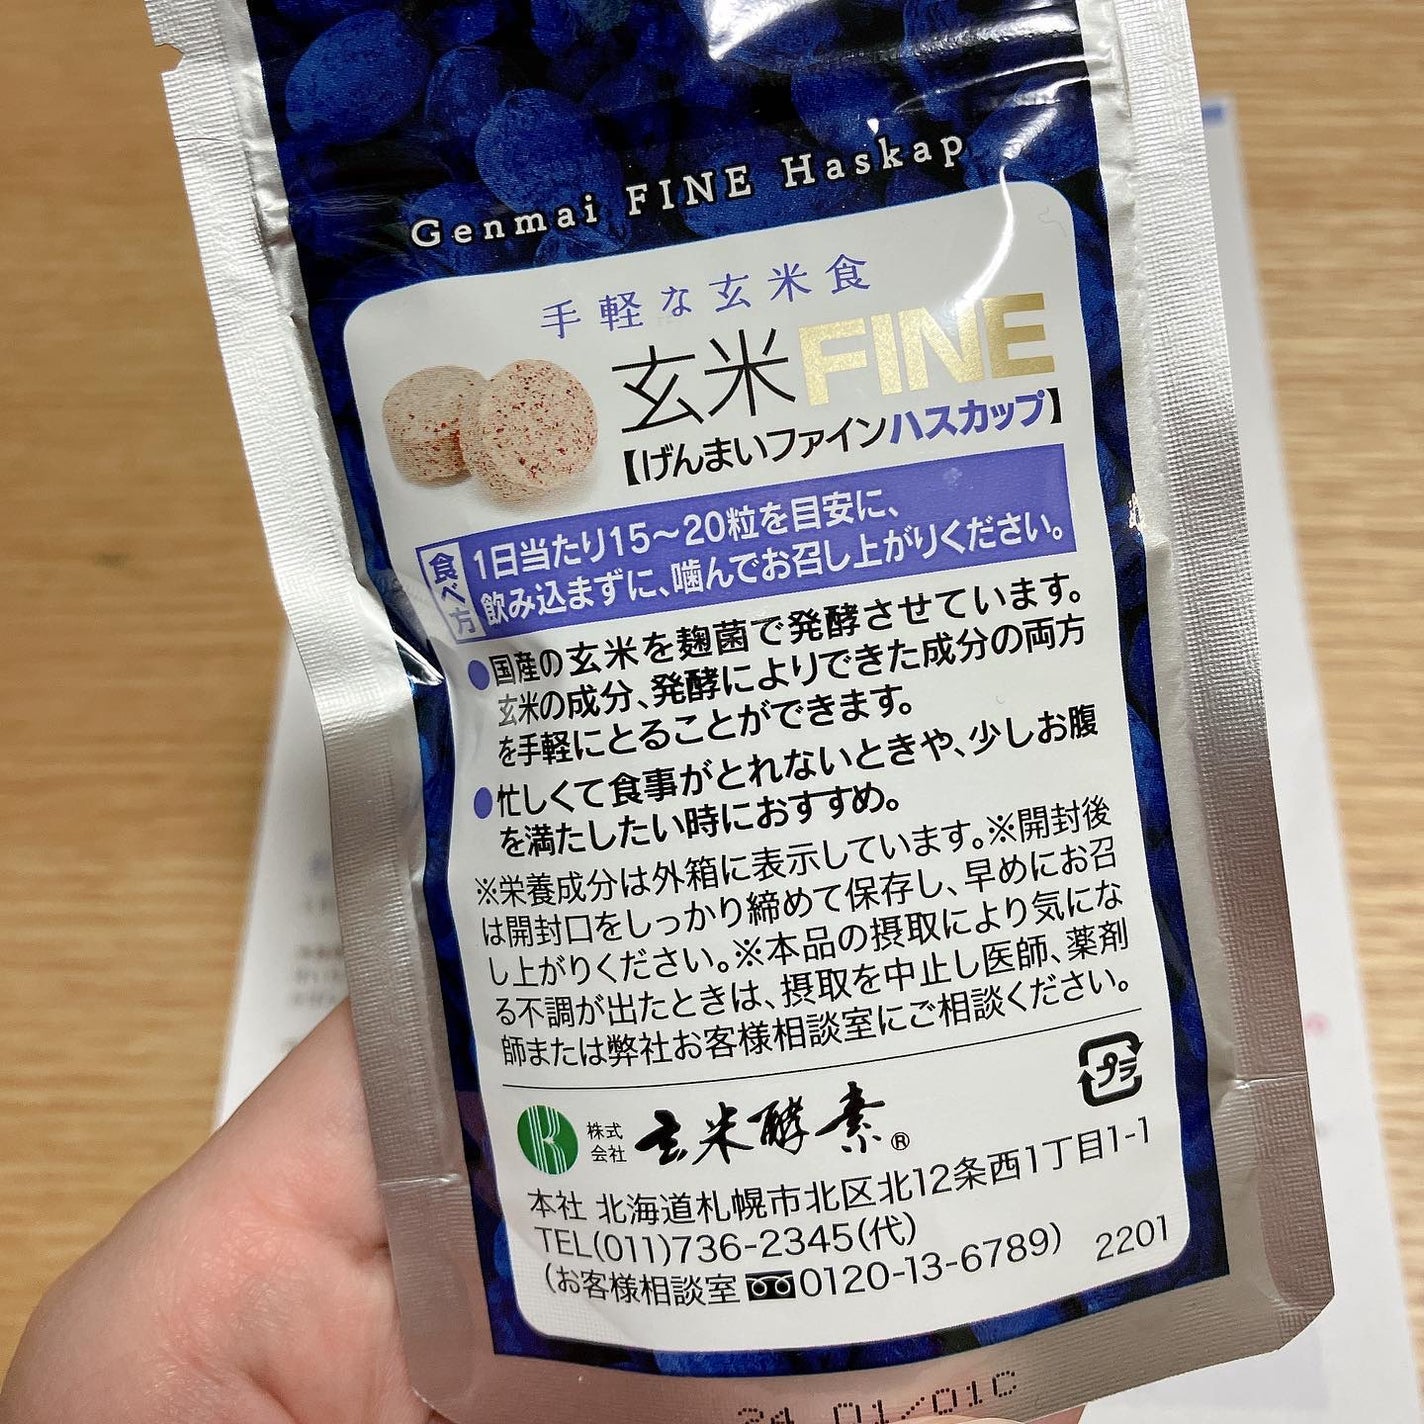 Genmai FINE Haskap
手軽な玄米食
玄米FINE
【げんまいファインハスカップ】
食べ方
1日当たり15～20粒を目安に、
飲み込まずに、噛んでお召し上がりください。
●国産の玄米を麹菌で発酵させています。
玄米の成分、発酵によりできた成分の両方
を手軽にとることができます。
●忙しくて食事がとれないときや、少しお腹
を満たしたい時におすすめ。
※栄養成分は外箱に表示しています。※開封後
は開封口をしっかり締めて保存し、早めにお召
し上がりください。※本品の摂取により気にな
る不調が出たときは、摂取を中止し医師、薬剤
師または弊社お客様相談室にご相談ください。
プラ
株式
会社
玄米酵素®
本社 北海道札幌市北区北12条西1丁目1-1
TEL(011)736-2345(代)
(お客様相談室 0120-13-6789)
2201
24.01/01C